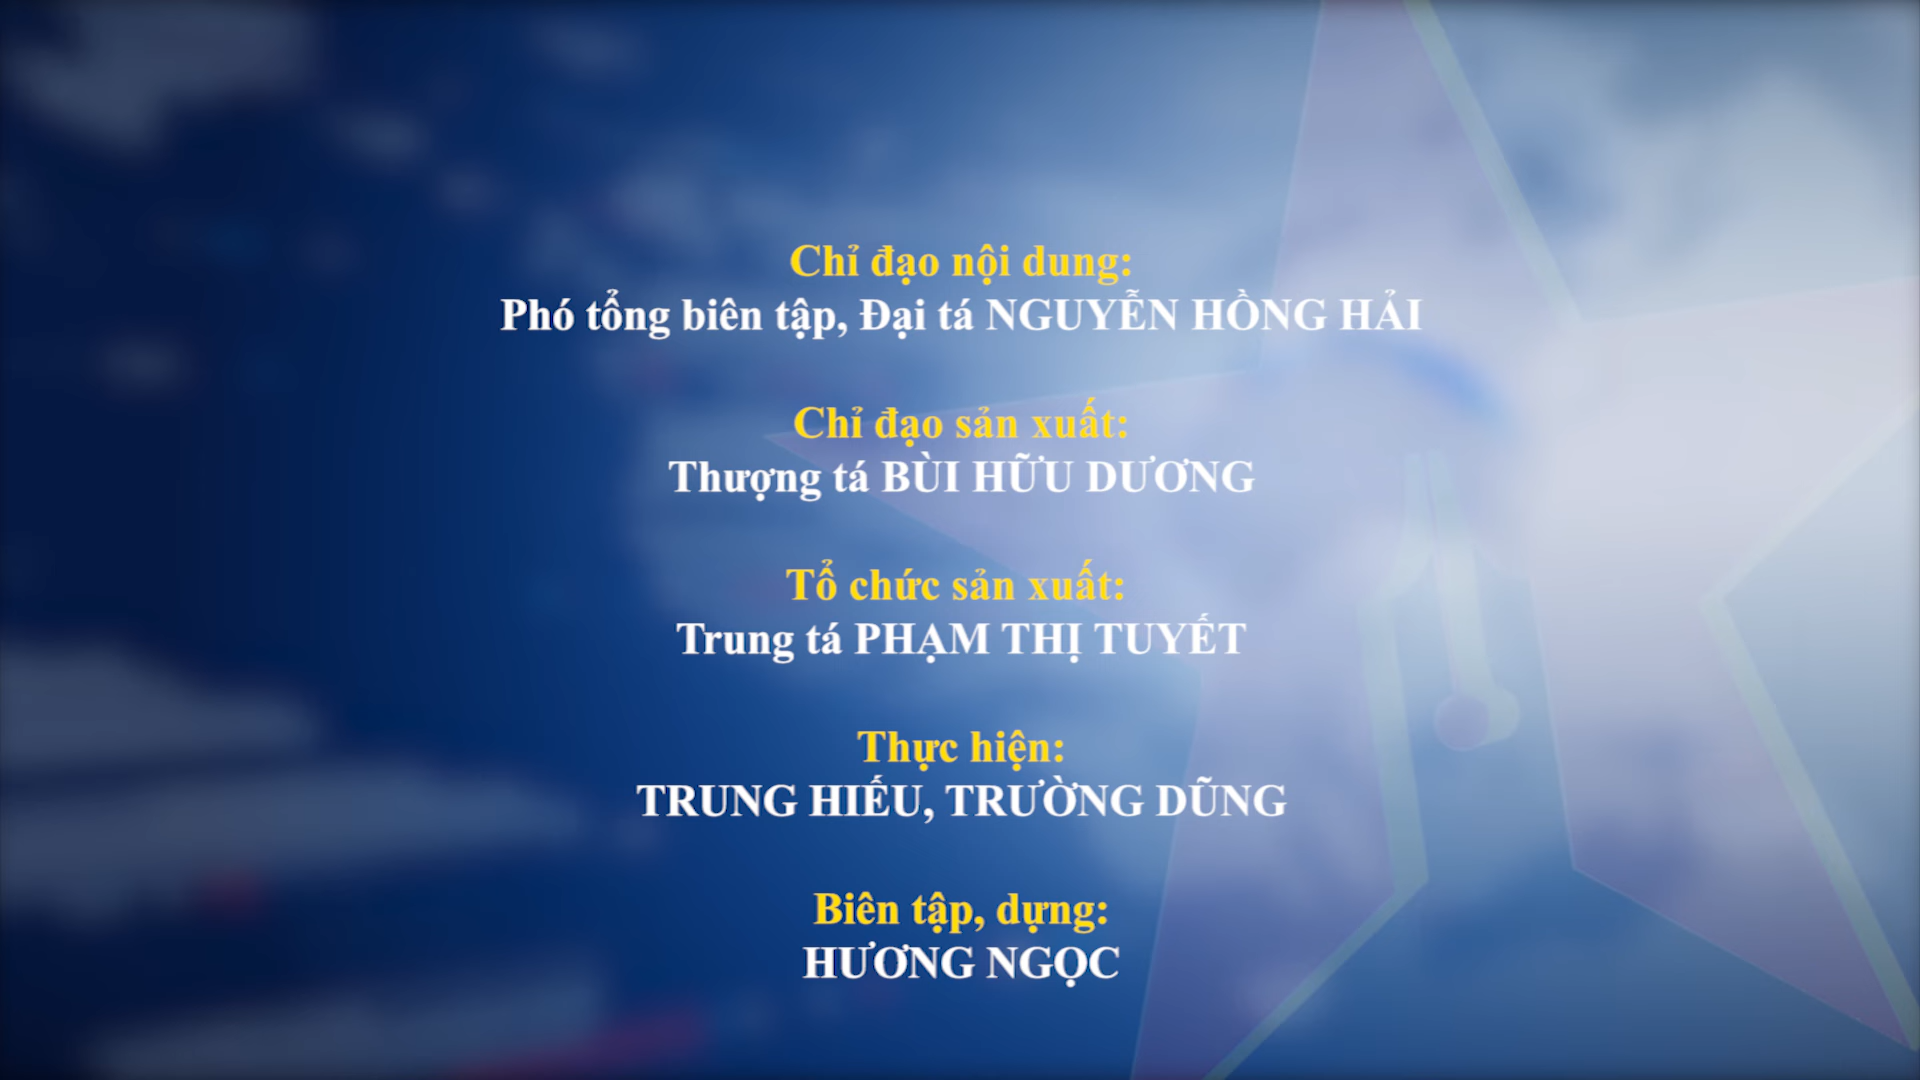 Chỉ đạo nội dung:
Phó tổng biên tập, Đại tá NGUYỄN HỒNG HẢI
Chỉ đạo sản xuất:
Thượng tá BÙI HỮU DƯƠNG
Tổ chức sản xuất:
Trung tá PHẠM THỊ TUYẾT
Thực hiện:
TRUNG HIẾU, TRƯỜNG DŨNG
Biên tập, dựng:
HƯƠNG NGỌC